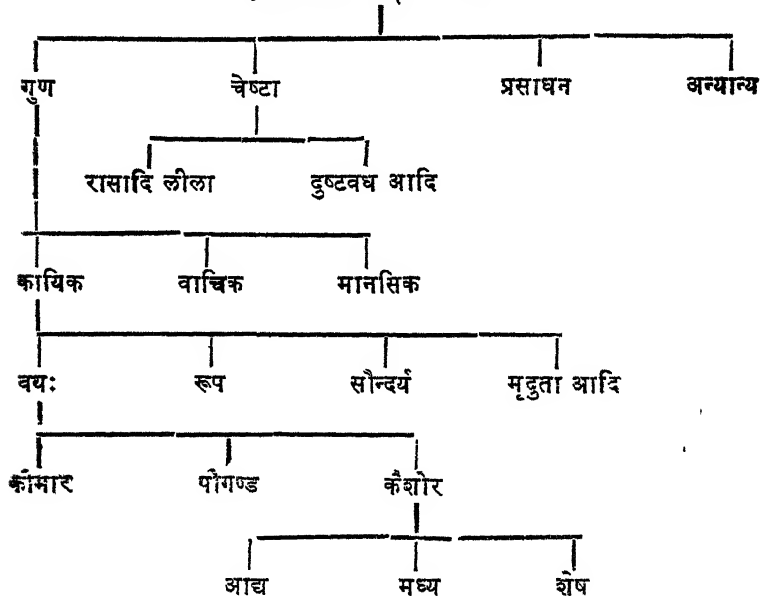 गुण चेष्टा प्रसाधन अन्यान्य
रासादि लीला दुष्टवध आदि
कायिक वाचिक मानसिक
वयः रूप सौन्दर्य मृदुता आदि
कौमार पौगण्ड कैशोर
आद्य मध्य शेष